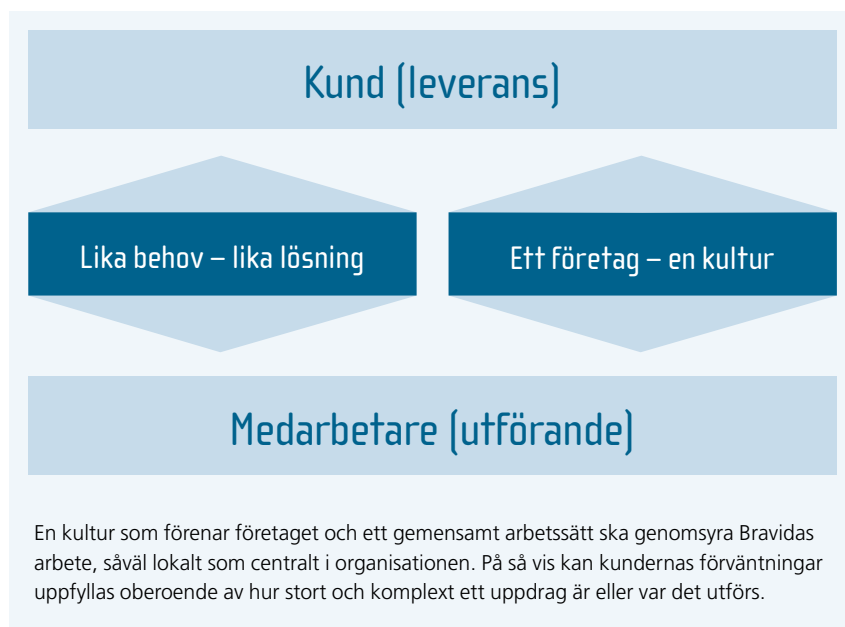 Kund (leverans)
Lika behov – lika lösning
Ett företag – en kultur
Medarbetare (utförande)
En kultur som förenar företaget och ett gemensamt arbetssätt ska genomsyra Bravidas
arbete, såväl lokalt som centralt i organisationen. På så vis kan kundernas förväntningar
uppfyllas oberoende av hur stort och komplext ett uppdrag är eller var det utförs.